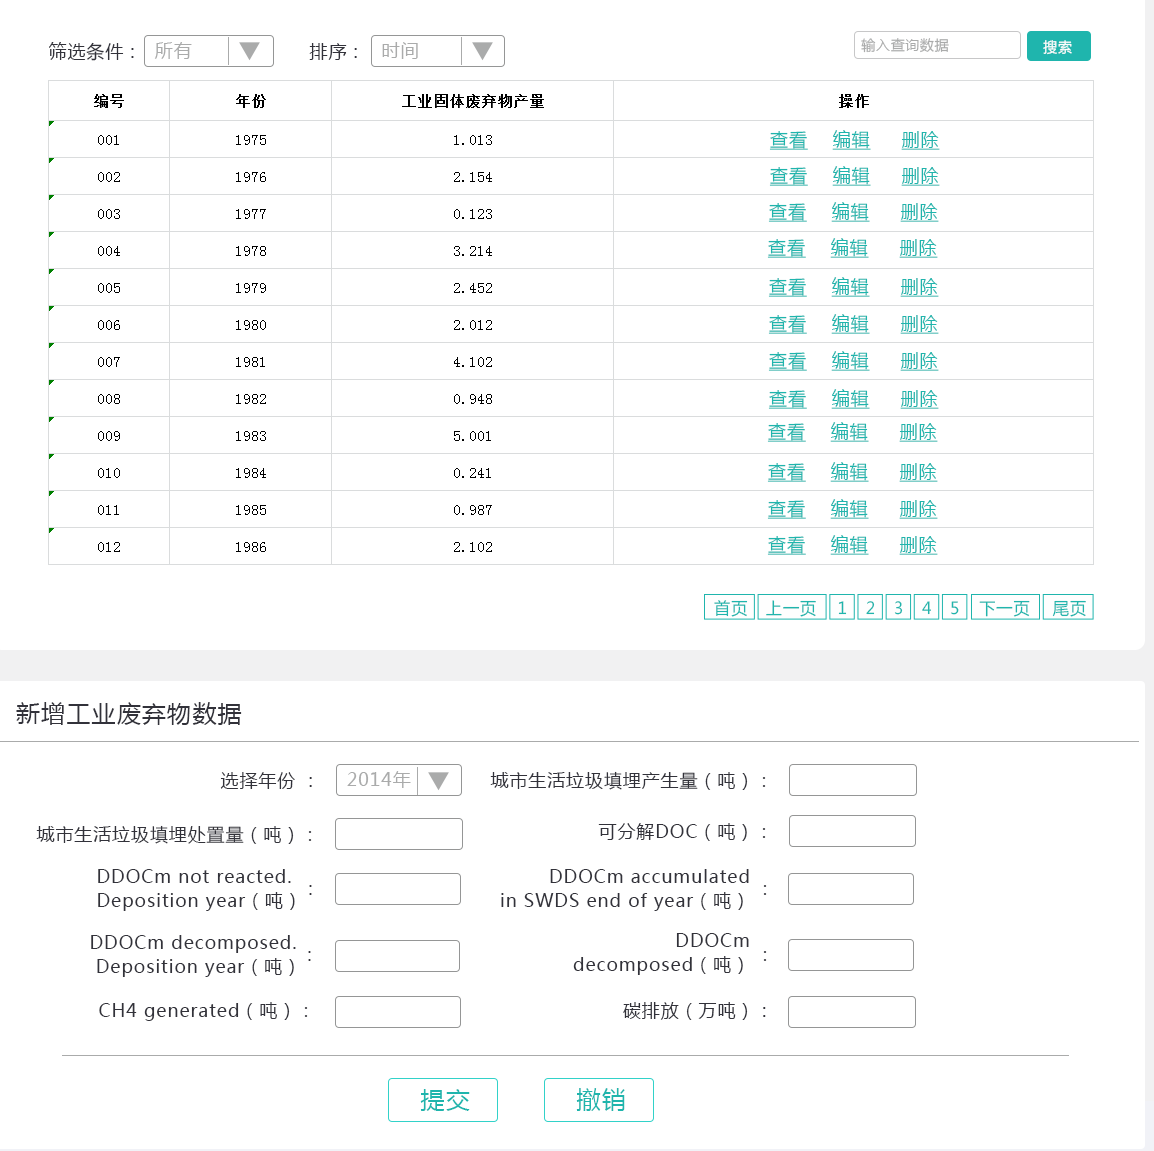 筛选条件： 所有 排序： 时间 输入查询数据 搜索
编号 年份 工业固体废弃物产量 操作
001 1975 1.013 查看 编辑 删除
002 1976 2.154 查看 编辑 删除
003 1977 0.123 查看 编辑 删除
004 1978 3.214 查看 编辑 删除
005 1979 2.452 查看 编辑 删除
006 1980 2.012 查看 编辑 删除
007 1981 4.102 查看 编辑 删除
008 1982 0.948 查看 编辑 删除
009 1983 5.001 查看 编辑 删除
010 1984 0.241 查看 编辑 删除
011 1985 0.987 查看 编辑 删除
012 1986 2.102 查看 编辑 删除
首页 上一页 1 2 3 4 5 下一页 尾页
新增工业废弃物数据
选择年份 ： 2014年 城市生活垃圾填埋产生量（吨）：
城市生活垃圾填埋处置量（吨）： 可分解DOC（吨）：
DDOCm not reacted.
Deposition year（吨）：
DDOCm accumulated
in SWDS end of year（吨）：
DDOCm decomposed.
Deposition year（吨）：
DDOCm
decomposed（吨）：
CH4 generated（吨）： 碳排放（万吨）：
提交 撤销